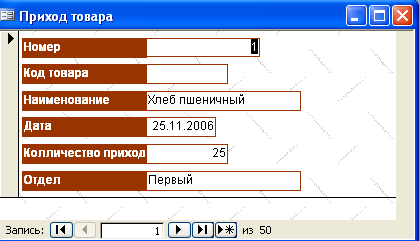 Приход товара
Номер 1
Код товара
Наименование Хлеб пшеничный
Дата 25.11.2006
Колличество приход 25
Отдел Первый
Запись: 1 из 50